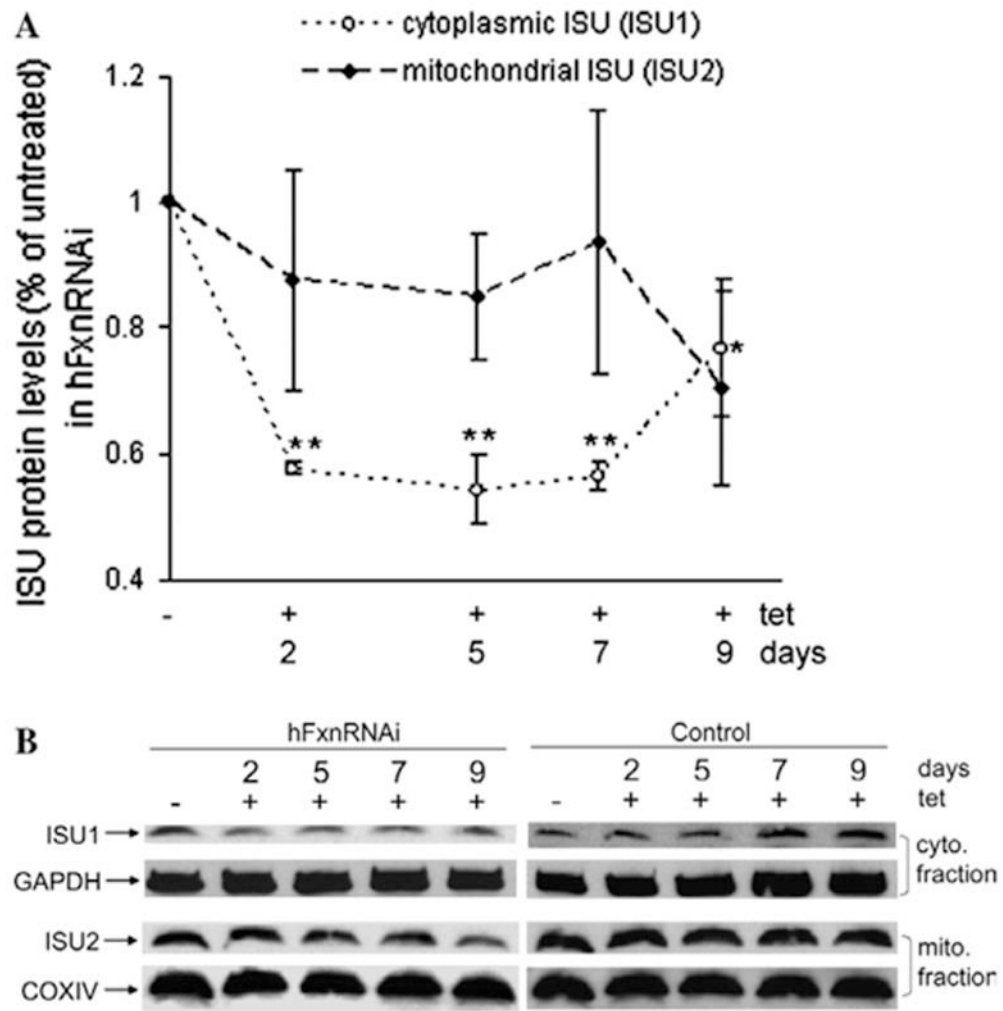 A
cytoplasmic ISU (ISU1)
mitochondrial ISU (ISU2)
ISU protein levels (% of untreated)
in hFxnRNAi
1.2
1
0.8
0.6
0.4
** ** ** *
- + + + + tet
2 5 7 9 days
B
hFxnRNAi Control
2 5 7 9 2 5 7 9 days
- + + + + - + + + + tet
ISU1
GAPDH
cyto.
fraction
ISU2
COXIV
mito.
fraction